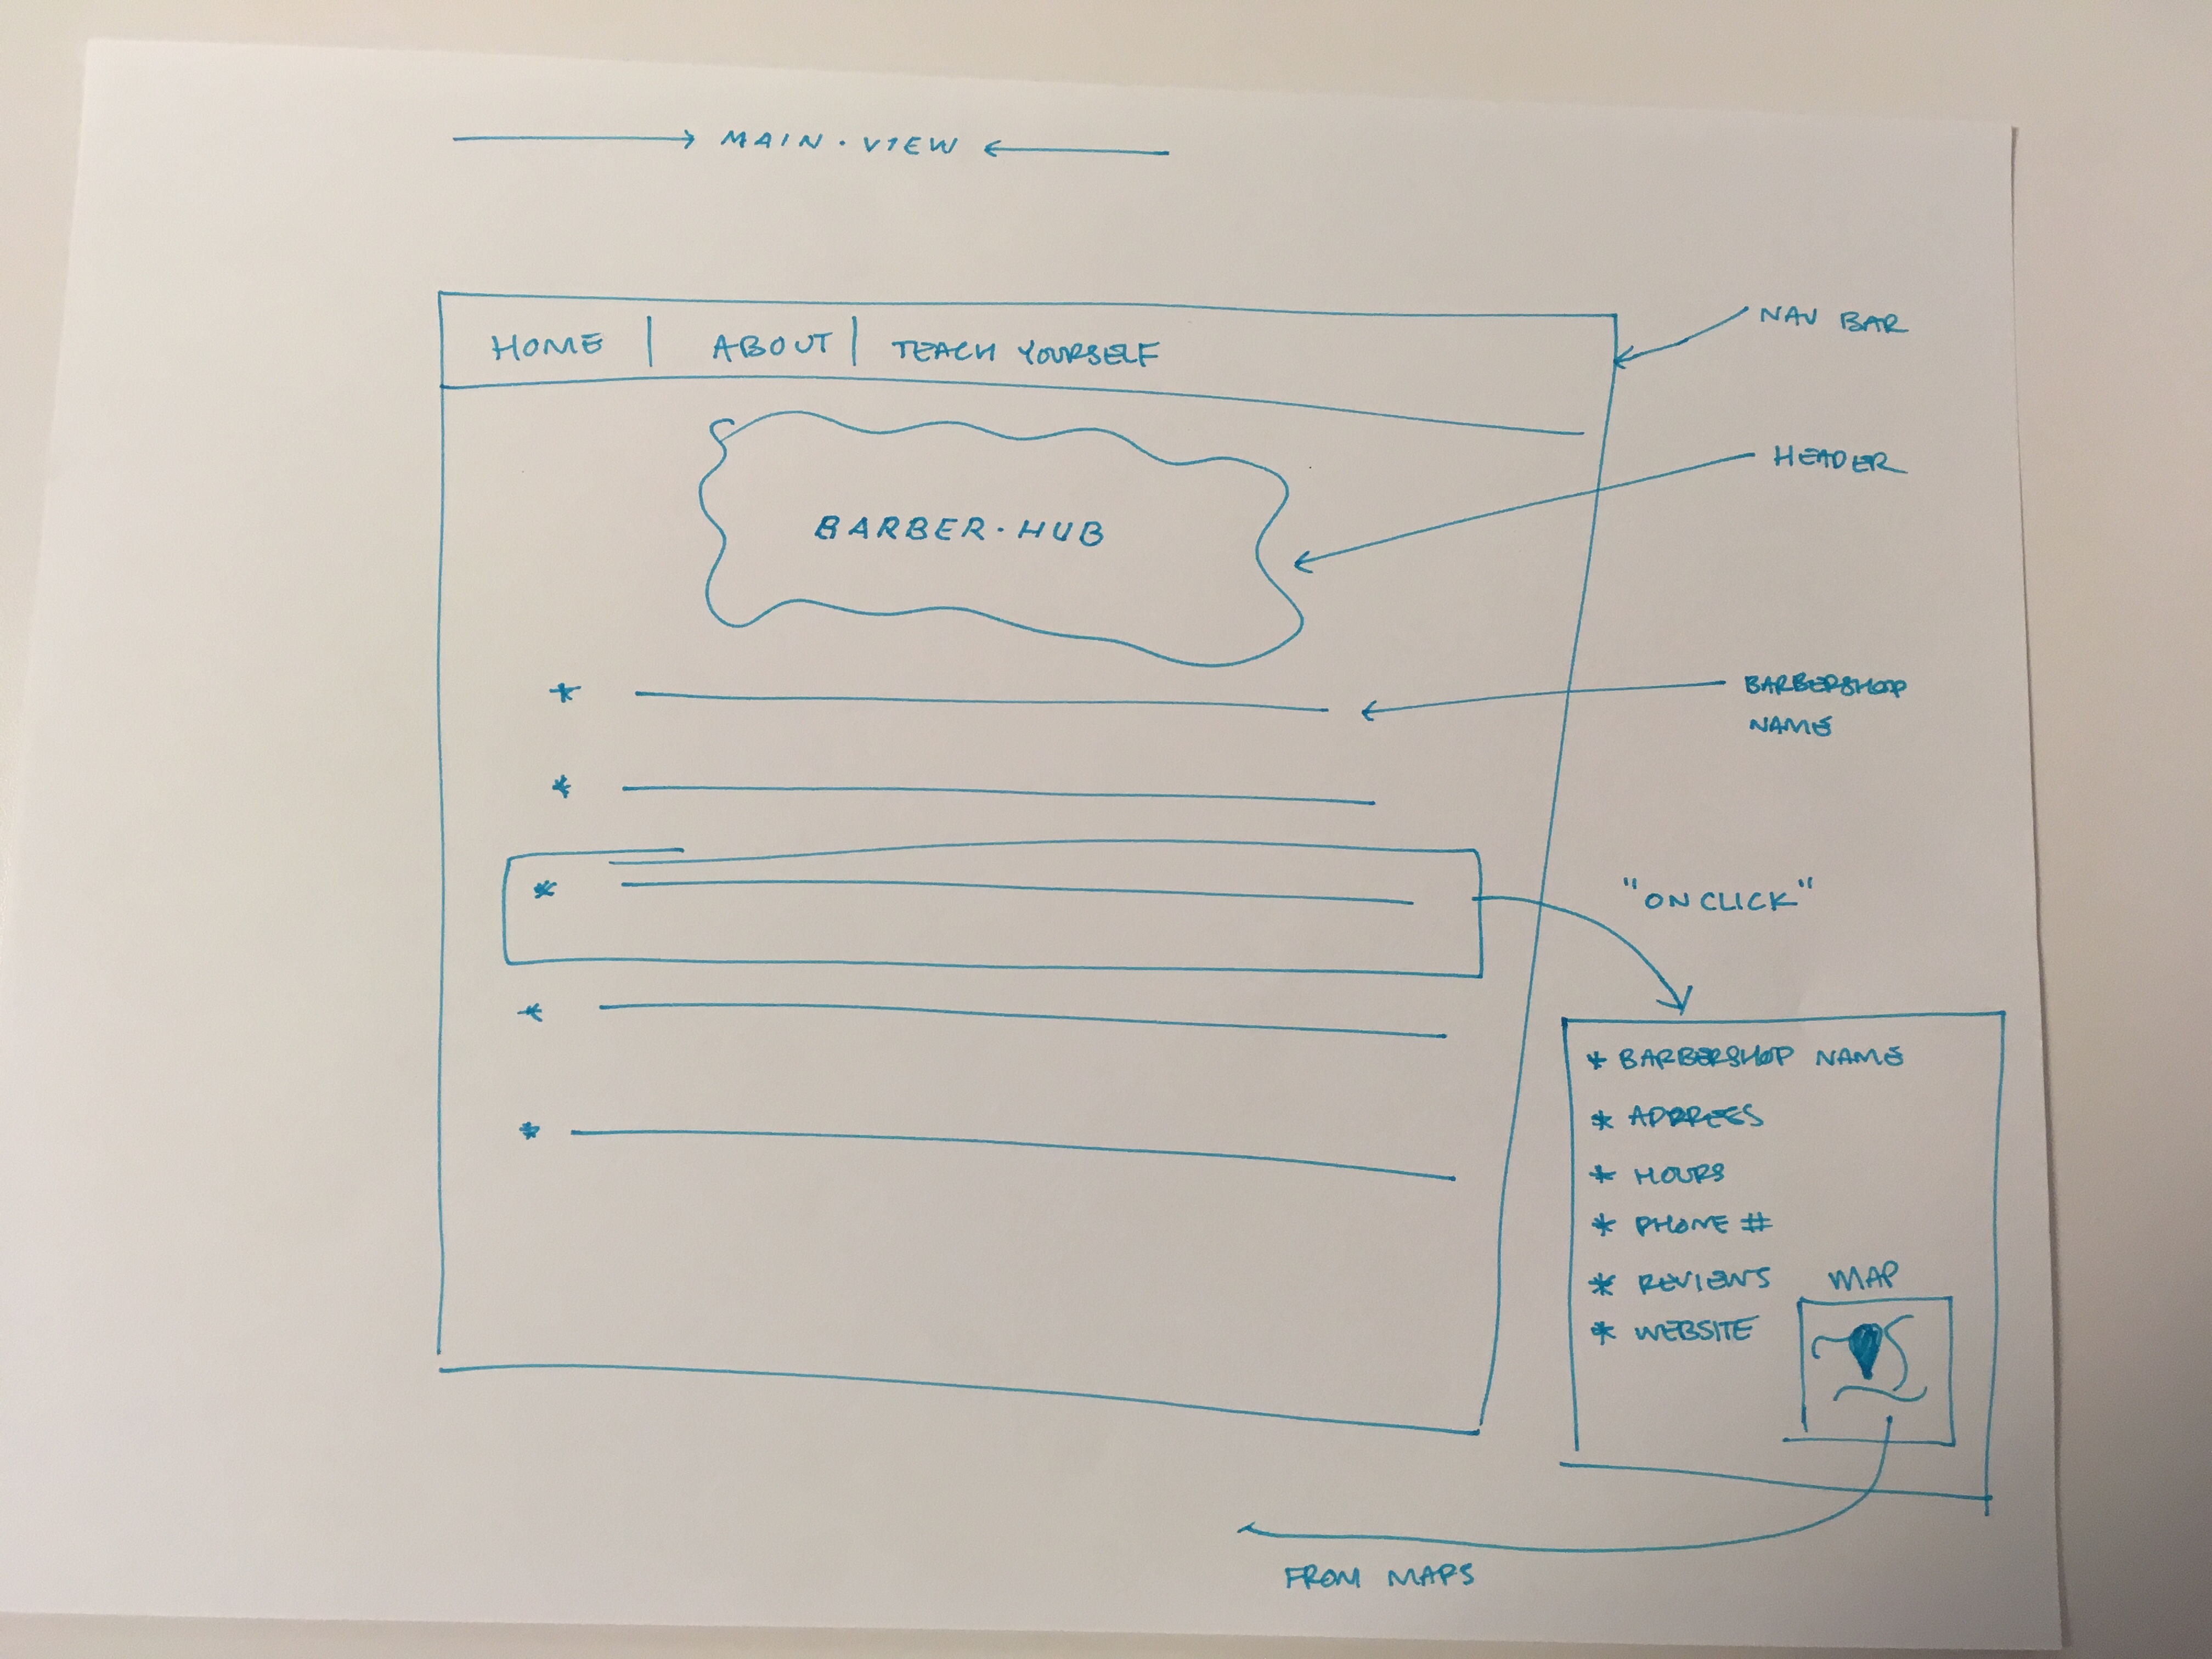 MAIN · VIEW
HOME | ABOUT | TEACH YOURSELF
NAV BAR
BARBER · HUB
HEADER
*
BARBERSHOP
NAME
*
*
"ON CLICK"
*
*
* BARBERSHOP NAME
* ADDRESS
* HOURS
* PHONE #
* REVIEWS
MAP
* WEBSITE
FROM MAPS